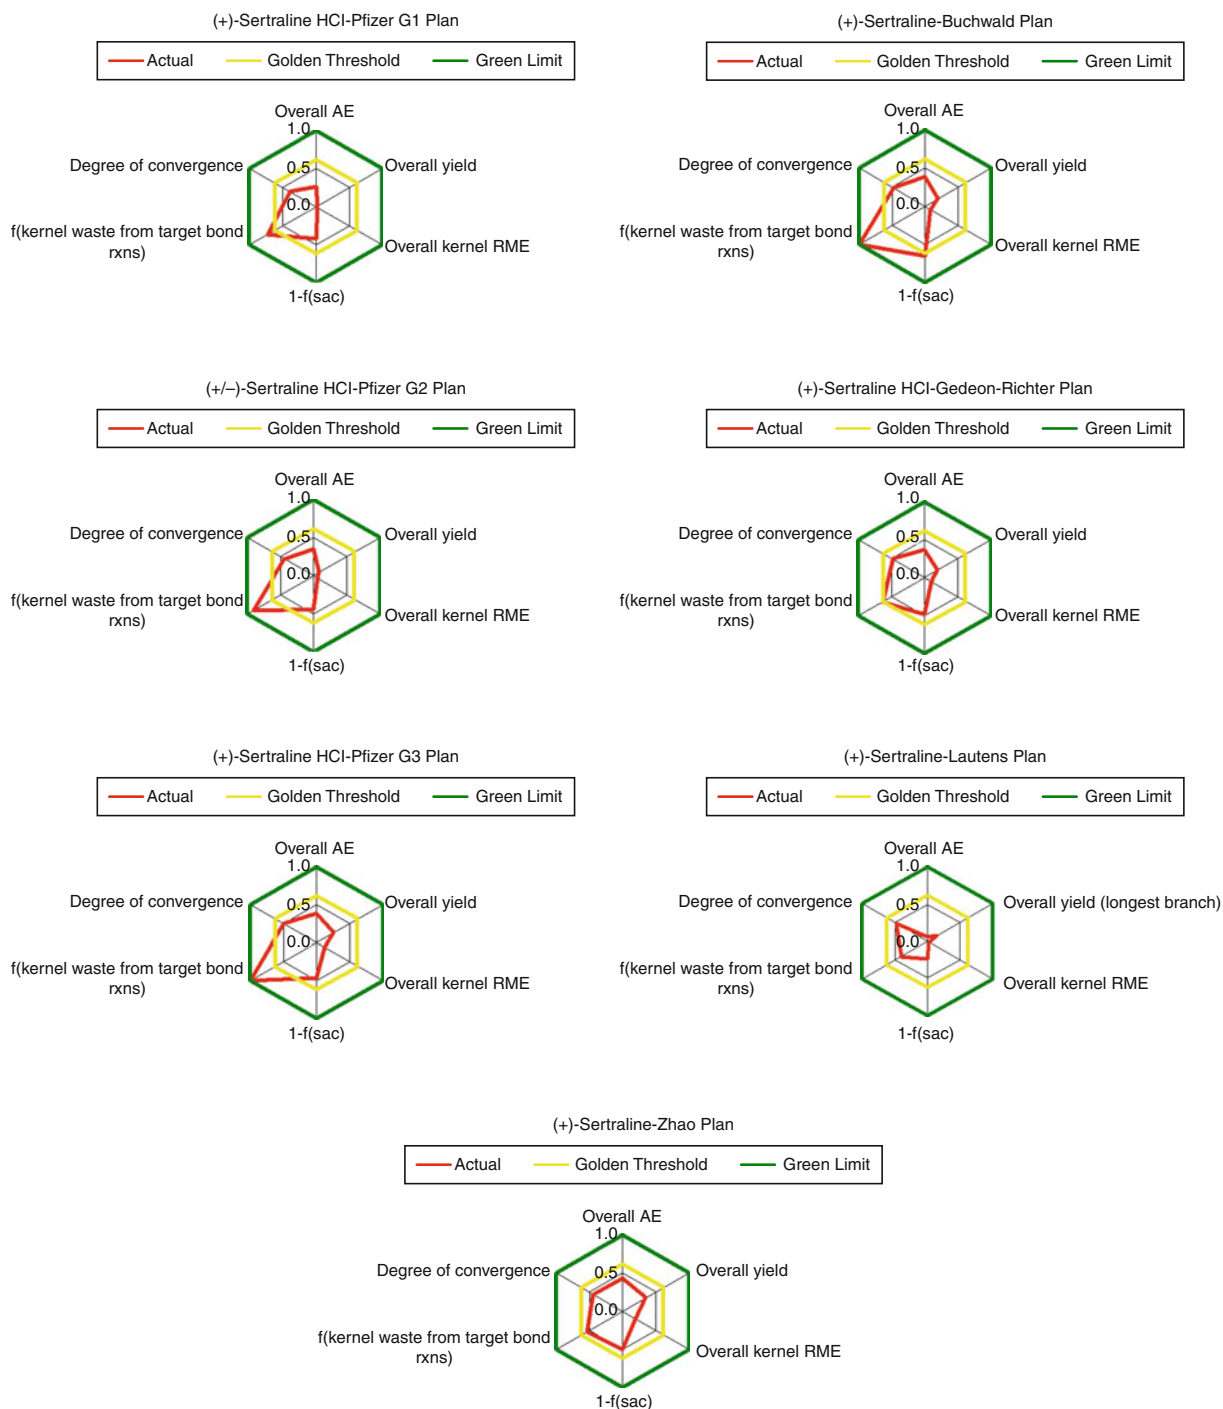 (+)-Sertraline HCl-Pfizer G1 Plan
Actual Golden Threshold Green Limit
Overall AE
1.0
Degree of convergence
Overall yield
0.5
0.0
f(kernel waste from target bond
rxns)
Overall kernel RME
1-f(sac)
(+)-Sertraline-Buchwald Plan
Actual Golden Threshold Green Limit
Overall AE
1.0
Degree of convergence
Overall yield
0.5
0.0
f(kernel waste from target bond
rxns)
Overall kernel RME
1-f(sac)
(+/–)-Sertraline HCl-Pfizer G2 Plan
Actual Golden Threshold Green Limit
Overall AE
1.0
Degree of convergence
Overall yield
0.5
0.0
f(kernel waste from target bond
rxns)
Overall kernel RME
1-f(sac)
(+)-Sertraline HCl-Gedeon-Richter Plan
Actual Golden Threshold Green Limit
Overall AE
1.0
Degree of convergence
Overall yield
0.5
0.0
f(kernel waste from target bond
rxns)
Overall kernel RME
1-f(sac)
(+)-Sertraline HCl-Pfizer G3 Plan
Actual Golden Threshold Green Limit
Overall AE
1.0
Degree of convergence
Overall yield
0.5
0.0
f(kernel waste from target bond
rxns)
Overall kernel RME
1-f(sac)
(+)-Sertraline-Lautens Plan
Actual Golden Threshold Green Limit
Overall AE
1.0
Degree of convergence
Overall yield (longest branch)
0.5
0.0
f(kernel waste from target bond
rxns)
Overall kernel RME
1-f(sac)
(+)-Sertraline-Zhao Plan
Actual Golden Threshold Green Limit
Overall AE
1.0
Degree of convergence
Overall yield
0.5
0.0
f(kernel waste from target bond
rxns)
Overall kernel RME
1-f(sac)